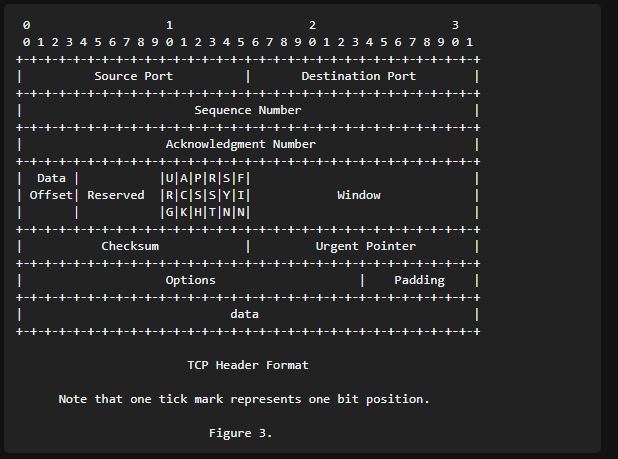 0                   1                   2                   3
 0 1 2 3 4 5 6 7 8 9 0 1 2 3 4 5 6 7 8 9 0 1 2 3 4 5 6 7 8 9 0 1
+-+-+-+-+-+-+-+-+-+-+-+-+-+-+-+-+-+-+-+-+-+-+-+-+-+-+-+-+-+-+-+-+
|          Source Port          |       Destination Port        |
+-+-+-+-+-+-+-+-+-+-+-+-+-+-+-+-+-+-+-+-+-+-+-+-+-+-+-+-+-+-+-+-+
|                        Sequence Number                        |
+-+-+-+-+-+-+-+-+-+-+-+-+-+-+-+-+-+-+-+-+-+-+-+-+-+-+-+-+-+-+-+-+
|                    Acknowledgment Number                      |
+-+-+-+-+-+-+-+-+-+-+-+-+-+-+-+-+-+-+-+-+-+-+-+-+-+-+-+-+-+-+-+-+
|  Data |           |U|A|P|R|S|F|                               |
| Offset| Reserved  |R|C|S|S|Y|I|            Window             |
|       |           |G|K|H|T|N|N|                               |
+-+-+-+-+-+-+-+-+-+-+-+-+-+-+-+-+-+-+-+-+-+-+-+-+-+-+-+-+-+-+-+-+
|           Checksum            |         Urgent Pointer        |
+-+-+-+-+-+-+-+-+-+-+-+-+-+-+-+-+-+-+-+-+-+-+-+-+-+-+-+-+-+-+-+-+
|                    Options                    |    Padding    |
+-+-+-+-+-+-+-+-+-+-+-+-+-+-+-+-+-+-+-+-+-+-+-+-+-+-+-+-+-+-+-+-+
|                             data                              |
+-+-+-+-+-+-+-+-+-+-+-+-+-+-+-+-+-+-+-+-+-+-+-+-+-+-+-+-+-+-+-+-+
TCP Header Format
Note that one tick mark represents one bit position.
Figure 3.